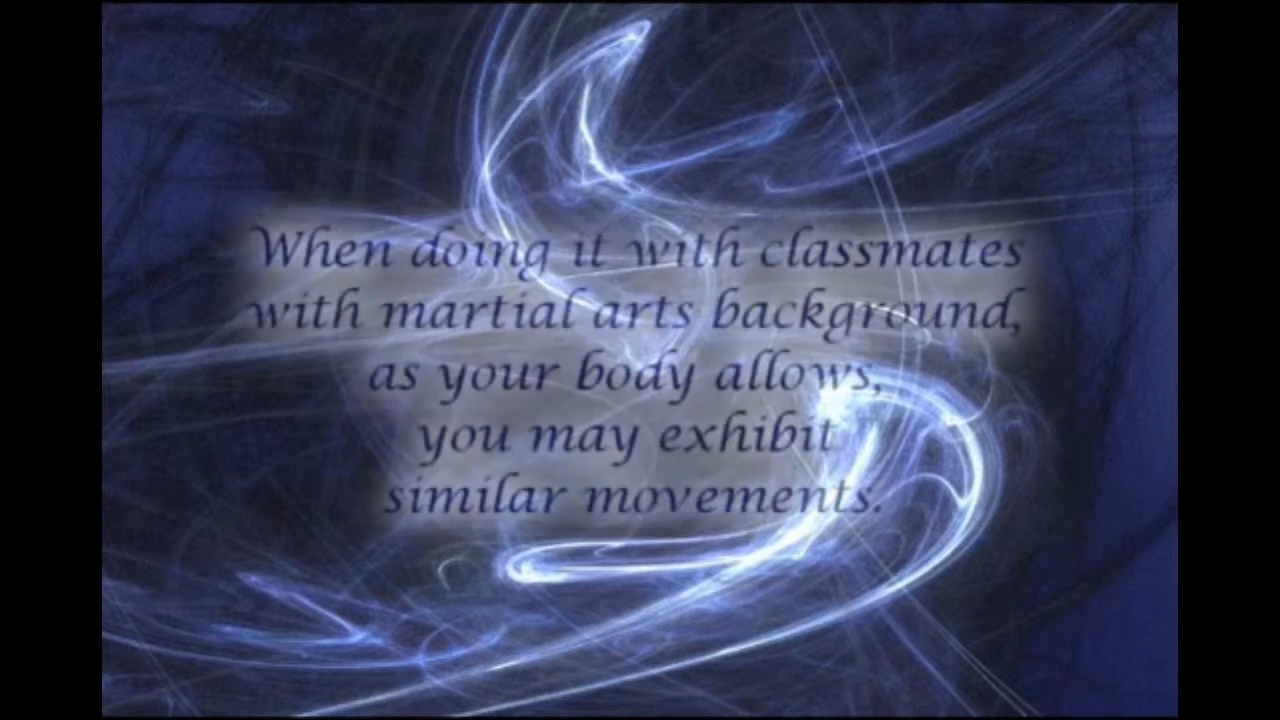 When doing it with classmates
with martial arts background,
as your body allows,
you may exhibit
similar movements.